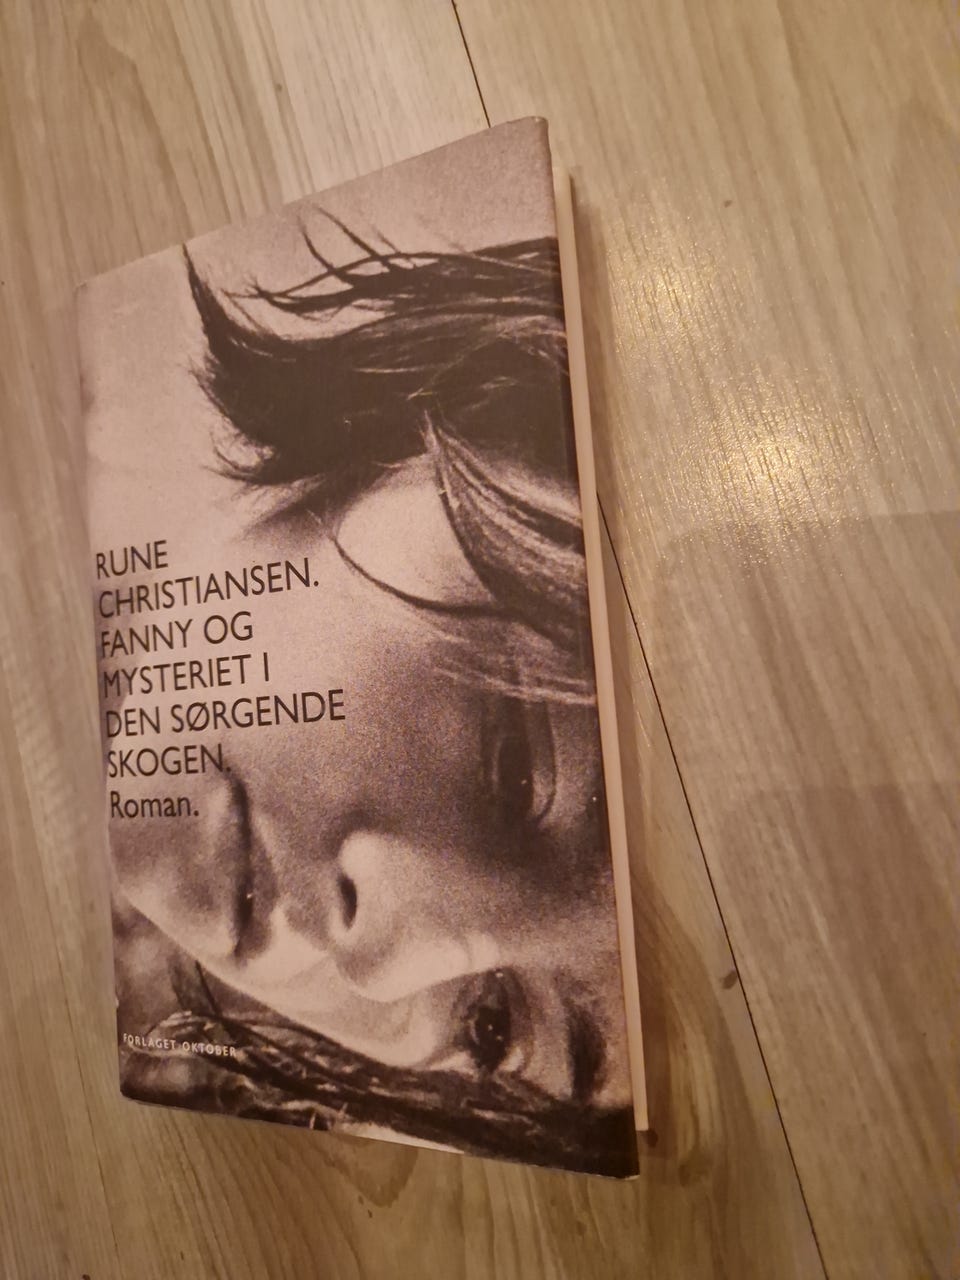 RUNE
CHRISTIANSEN.
FANNY OG
MYSTERIET I
DEN SØRGENDE
SKOGEN.
Roman.
FORLAGET OKTOBER